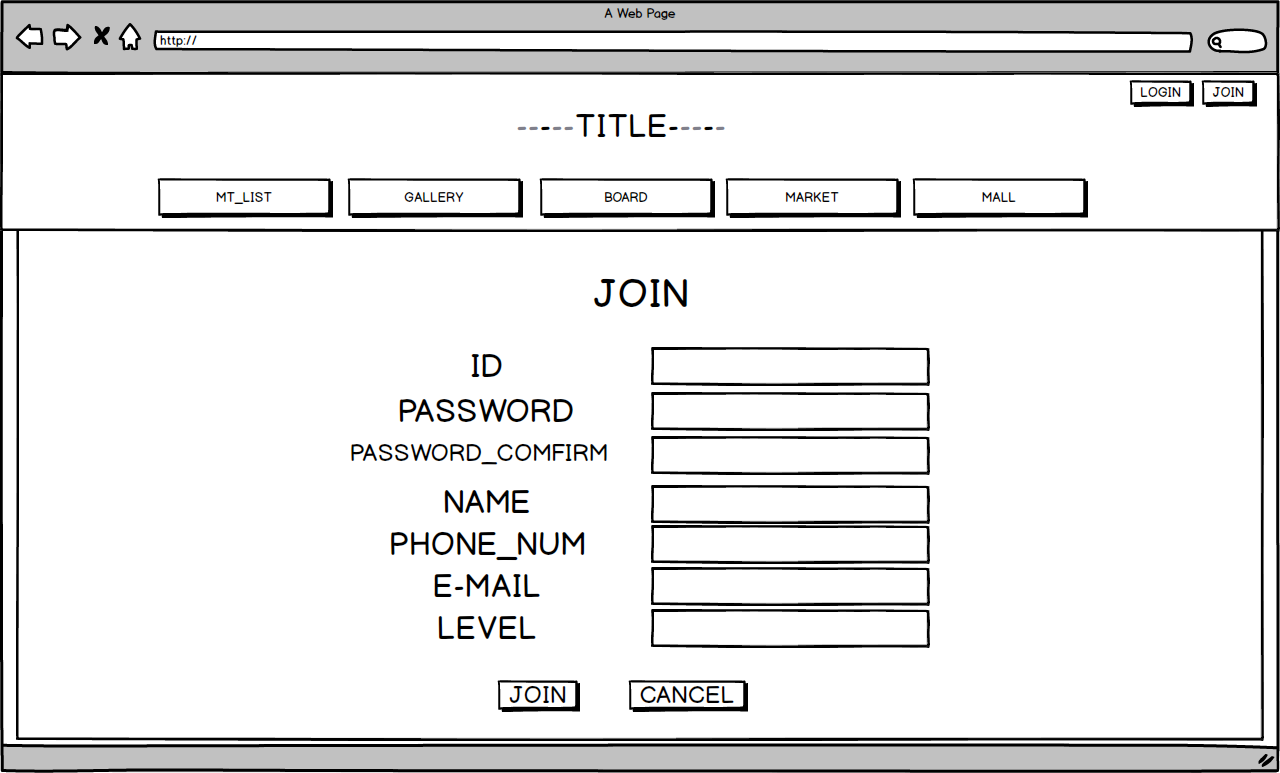 A Web Page
http://
LOGIN JOIN
-----TITLE-----
MT_LIST GALLERY BOARD MARKET MALL
JOIN
ID
PASSWORD
PASSWORD_COMFIRM
NAME
PHONE_NUM
E-MAIL
LEVEL
JOIN CANCEL